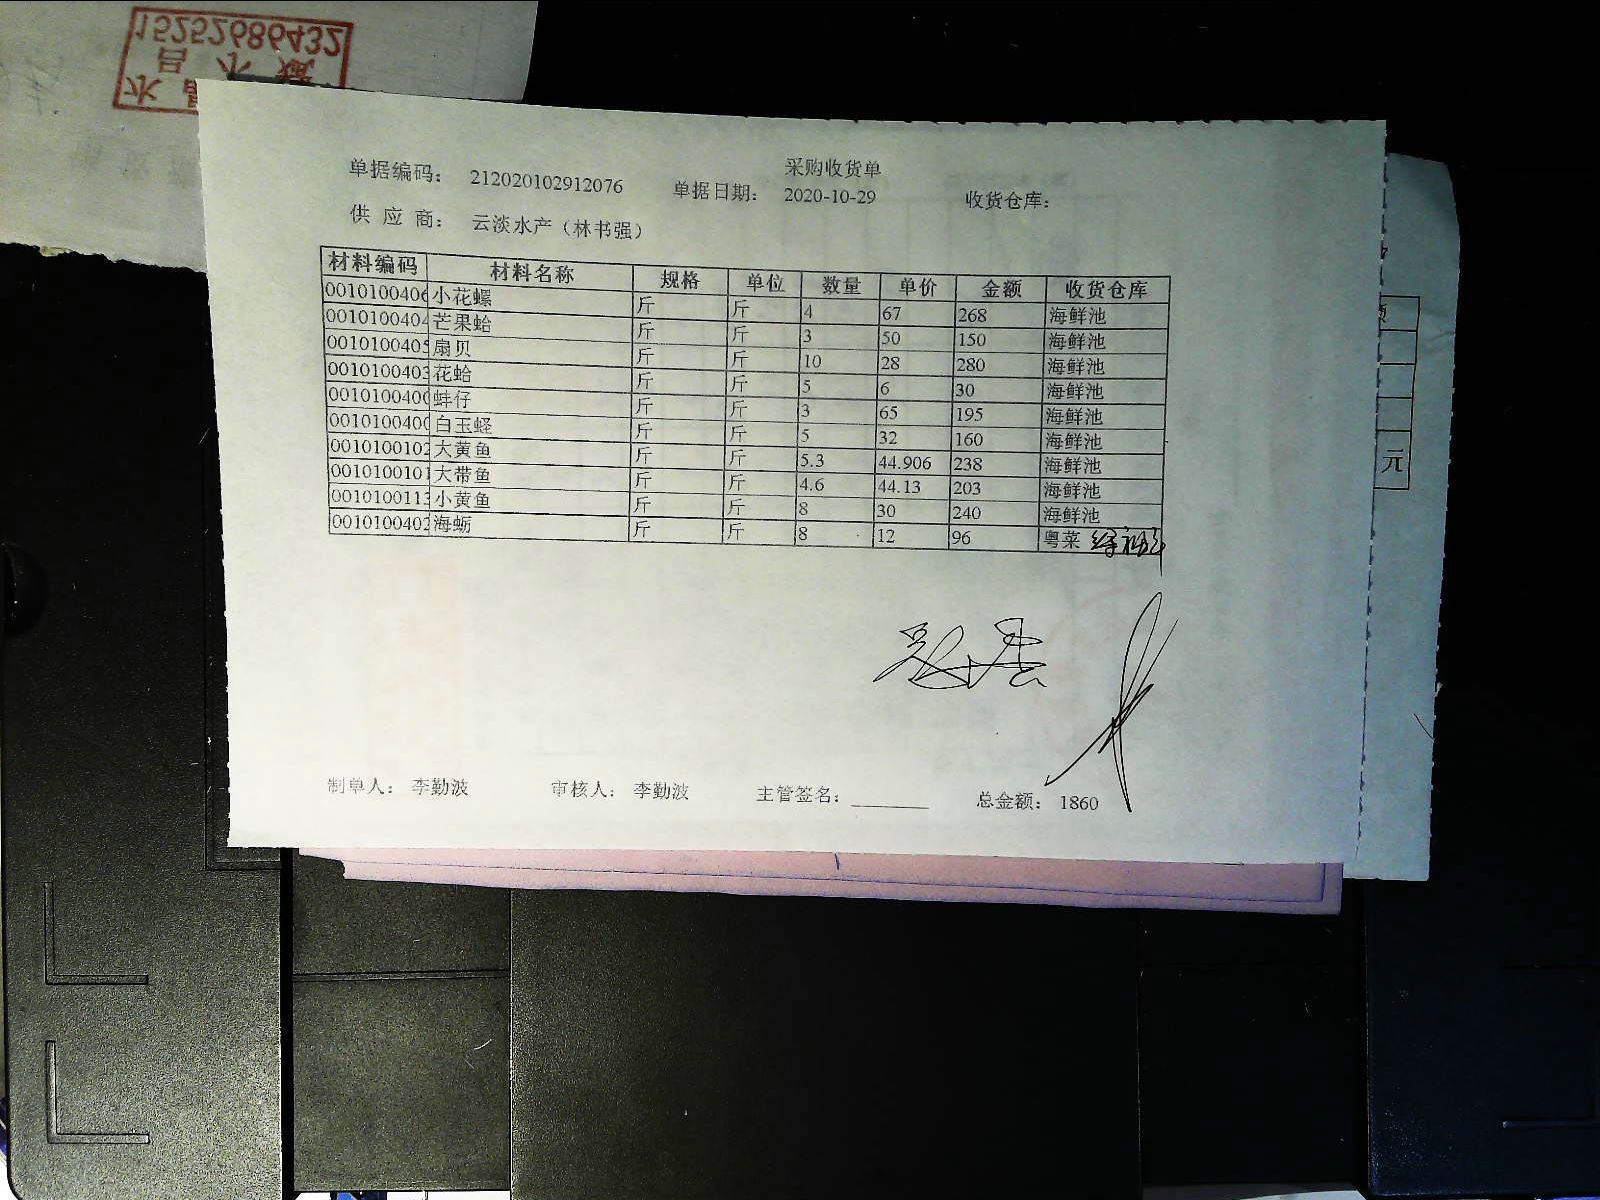 15252686432
水昌水
采购收货单
单据编码： 212020102912076 单据日期： 2020-10-29 收货仓库：
供 应 商： 云淡水产（林书强）
材料编码 材料名称 规格 单位 数量 单价 金额 收货仓库
0010100406 小花螺 斤 斤 4 67 268 海鲜池
0010100404 芒果蛤 斤 斤 3 50 150 海鲜池
0010100405 扇贝 斤 斤 10 28 280 海鲜池
0010100403 花蛤 斤 斤 5 6 30 海鲜池
0010100400 蚌仔 斤 斤 3 65 195 海鲜池
0010100400 白玉蛏 斤 斤 5 32 160 海鲜池
0010100102 大黄鱼 斤 斤 5.3 44.906 238 海鲜池
0010100101 大带鱼 斤 斤 4.6 44.13 203 海鲜池
0010100113 小黄鱼 斤 斤 8 30 240 海鲜池
0010100402 海蛎 斤 斤 8 12 96 粤菜
元
制单人： 李勤波 审核人： 李勤波 主管签名： 总金额： 1860